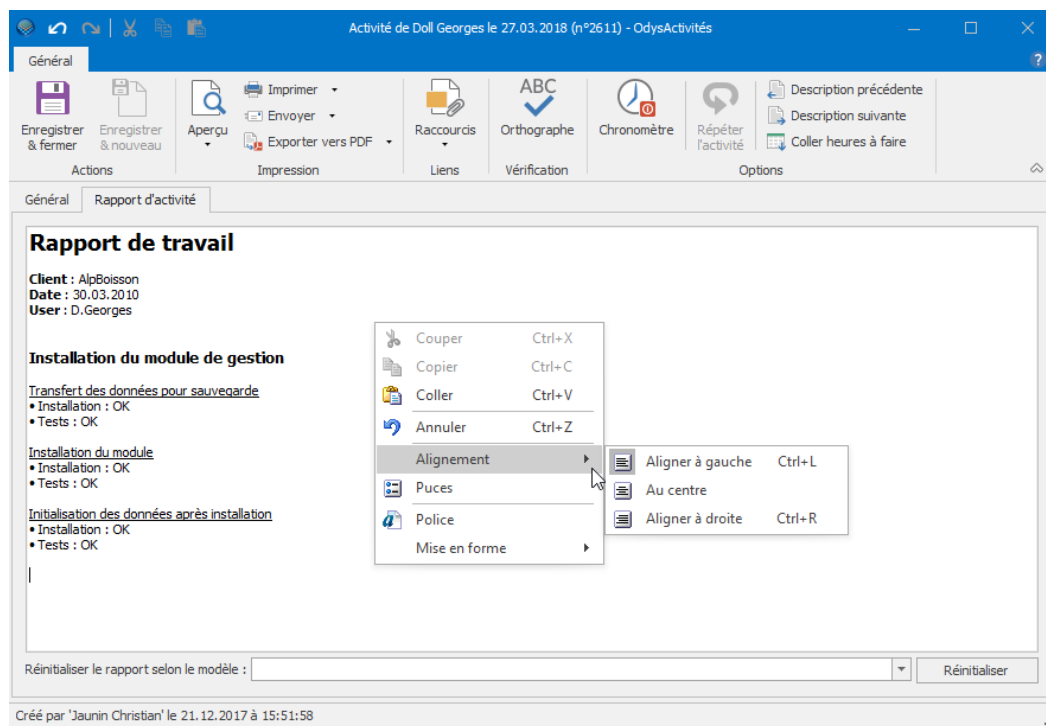 Activité de Doll Georges le 27.03.2018 (n°2611) - OdysActivités
Général
?
Enregistrer & fermer
Enregistrer & nouveau
Actions
Aperçu
Imprimer
Envoyer
Exporter vers PDF
Impression
Raccourcis
Liens
ABC
Orthographe
Vérification
Chronomètre
Répéter l'activité
Description précédente
Description suivante
Coller heures à faire
Options
Général Rapport d'activité
Rapport de travail
Client : AlpBoisson
Date : 30.03.2010
User : D.Georges
Installation du module de gestion
Transfert des données pour sauvegarde
• Installation : OK
• Tests : OK
Installation du module
• Installation : OK
• Tests : OK
Initialisation des données après installation
• Installation : OK
• Tests : OK
Couper Ctrl+X
Copier Ctrl+C
Coller Ctrl+V
Annuler Ctrl+Z
Alignement
Puces
Police
Mise en forme
Aligner à gauche Ctrl+L
Au centre
Aligner à droite Ctrl+R
Réinitialiser le rapport selon le modèle :
Réinitialiser
Créé par 'Jaunin Christian' le 21.12.2017 à 15:51:58